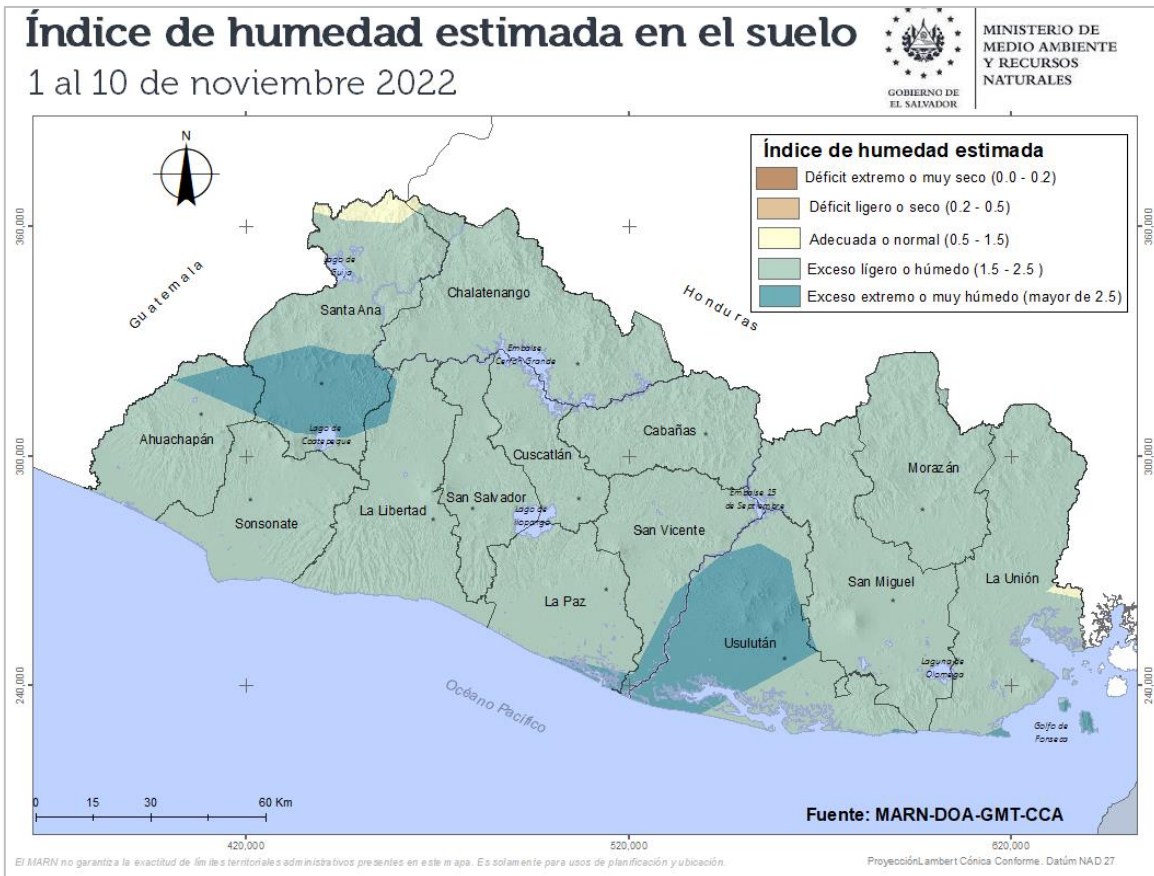 Índice de humedad estimada en el suelo
1 al 10 de noviembre 2022
GOBIERNO DE
EL SALVADOR
MINISTERIO DE
MEDIO AMBIENTE
Y RECURSOS
NATURALES
N
Índice de humedad estimada
Déficit extremo o muy seco (0.0 - 0.2)
Déficit ligero o seco (0.2 - 0.5)
Adecuada o normal (0.5 - 1.5)
Exceso lígero o húmedo (1.5 - 2.5 )
Exceso extremo o muy húmedo (mayor de 2.5)
360,000
360,000
Guatemala
Honduras
Lago de
Guija
Santa Ana
Chalatenango
Embalse
Cerrón Grande
Ahuachapán
Lago de
Coatepeque
Cabañas
Cuscatlán
Morazán
300,000
300,000
Sonsonate
La Libertad
San Salvador
Lago de
Ilopango
Embalse 15
de Septiembre
San Vicente
La Paz
San Miguel
La Unión
Usulután
Laguna de
Olomega
240,000
240,000
Océano Pacífico
Golfo de
Fonseca
0 15 30 60 Km
Fuente: MARN-DOA-GMT-CCA
420,000
520,000
620,000
El MARN no garantiza la exactitud de límites territoriales administrativos presentes en este mapa. Es solamente para usos de planificación y ubicación.
ProyecciónLambert Cónica Conforme. Datúm NAD 27